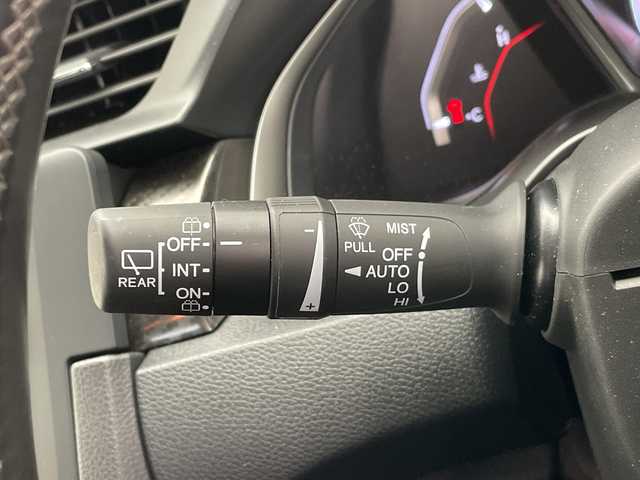 OFF
INT
ON
REAR
- +
PULL
MIST
OFF
AUTO
LO
HI
°C